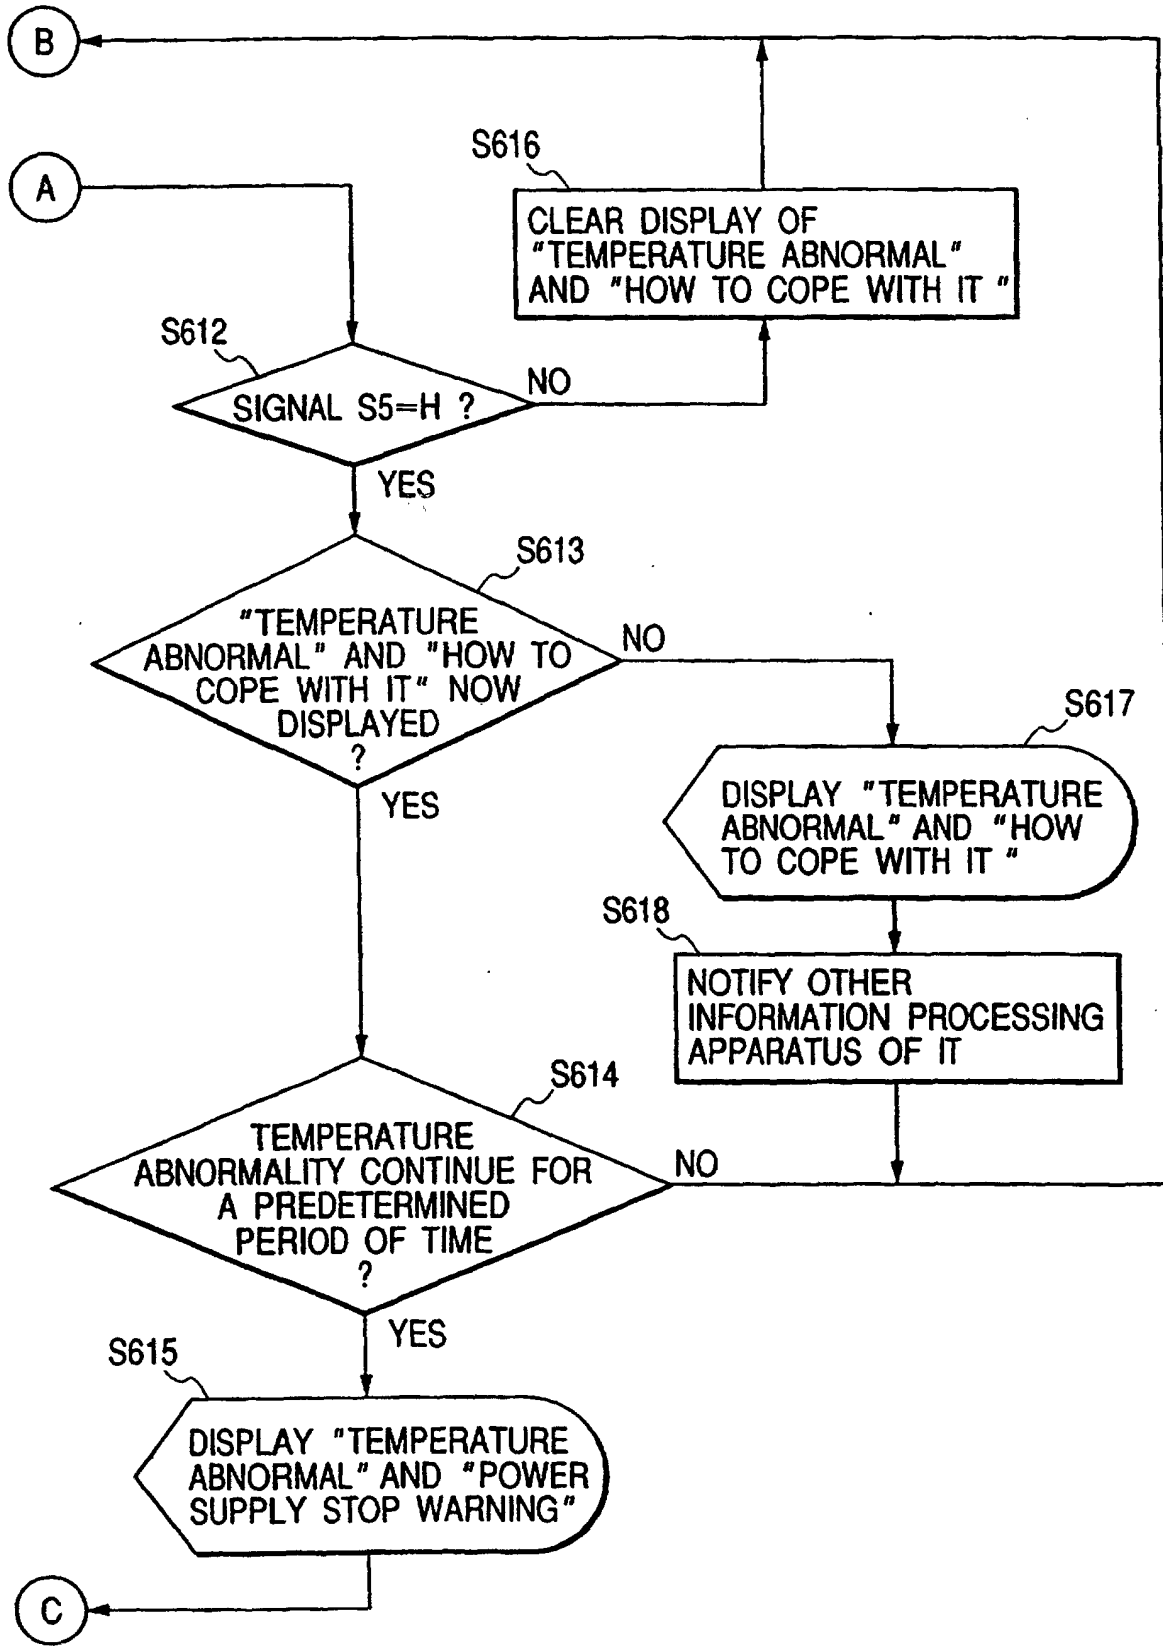 B
S616
A
CLEAR DISPLAY OF
"TEMPERATURE ABNORMAL"
AND "HOW TO COPE WITH IT"
S612
NO
SIGNAL S5=H ?
YES
S613
"TEMPERATURE
ABNORMAL" AND "HOW TO
COPE WITH IT" NOW
DISPLAYED
?
NO
YES
S617
DISPLAY "TEMPERATURE
ABNORMAL" AND "HOW
TO COPE WITH IT"
S618
NOTIFY OTHER
INFORMATION PROCESSING
APPARATUS OF IT
S614
TEMPERATURE
ABNORMALITY CONTINUE FOR
A PREDETERMINED
PERIOD OF TIME
?
NO
YES
S615
DISPLAY "TEMPERATURE
ABNORMAL" AND "POWER
SUPPLY STOP WARNING"
C